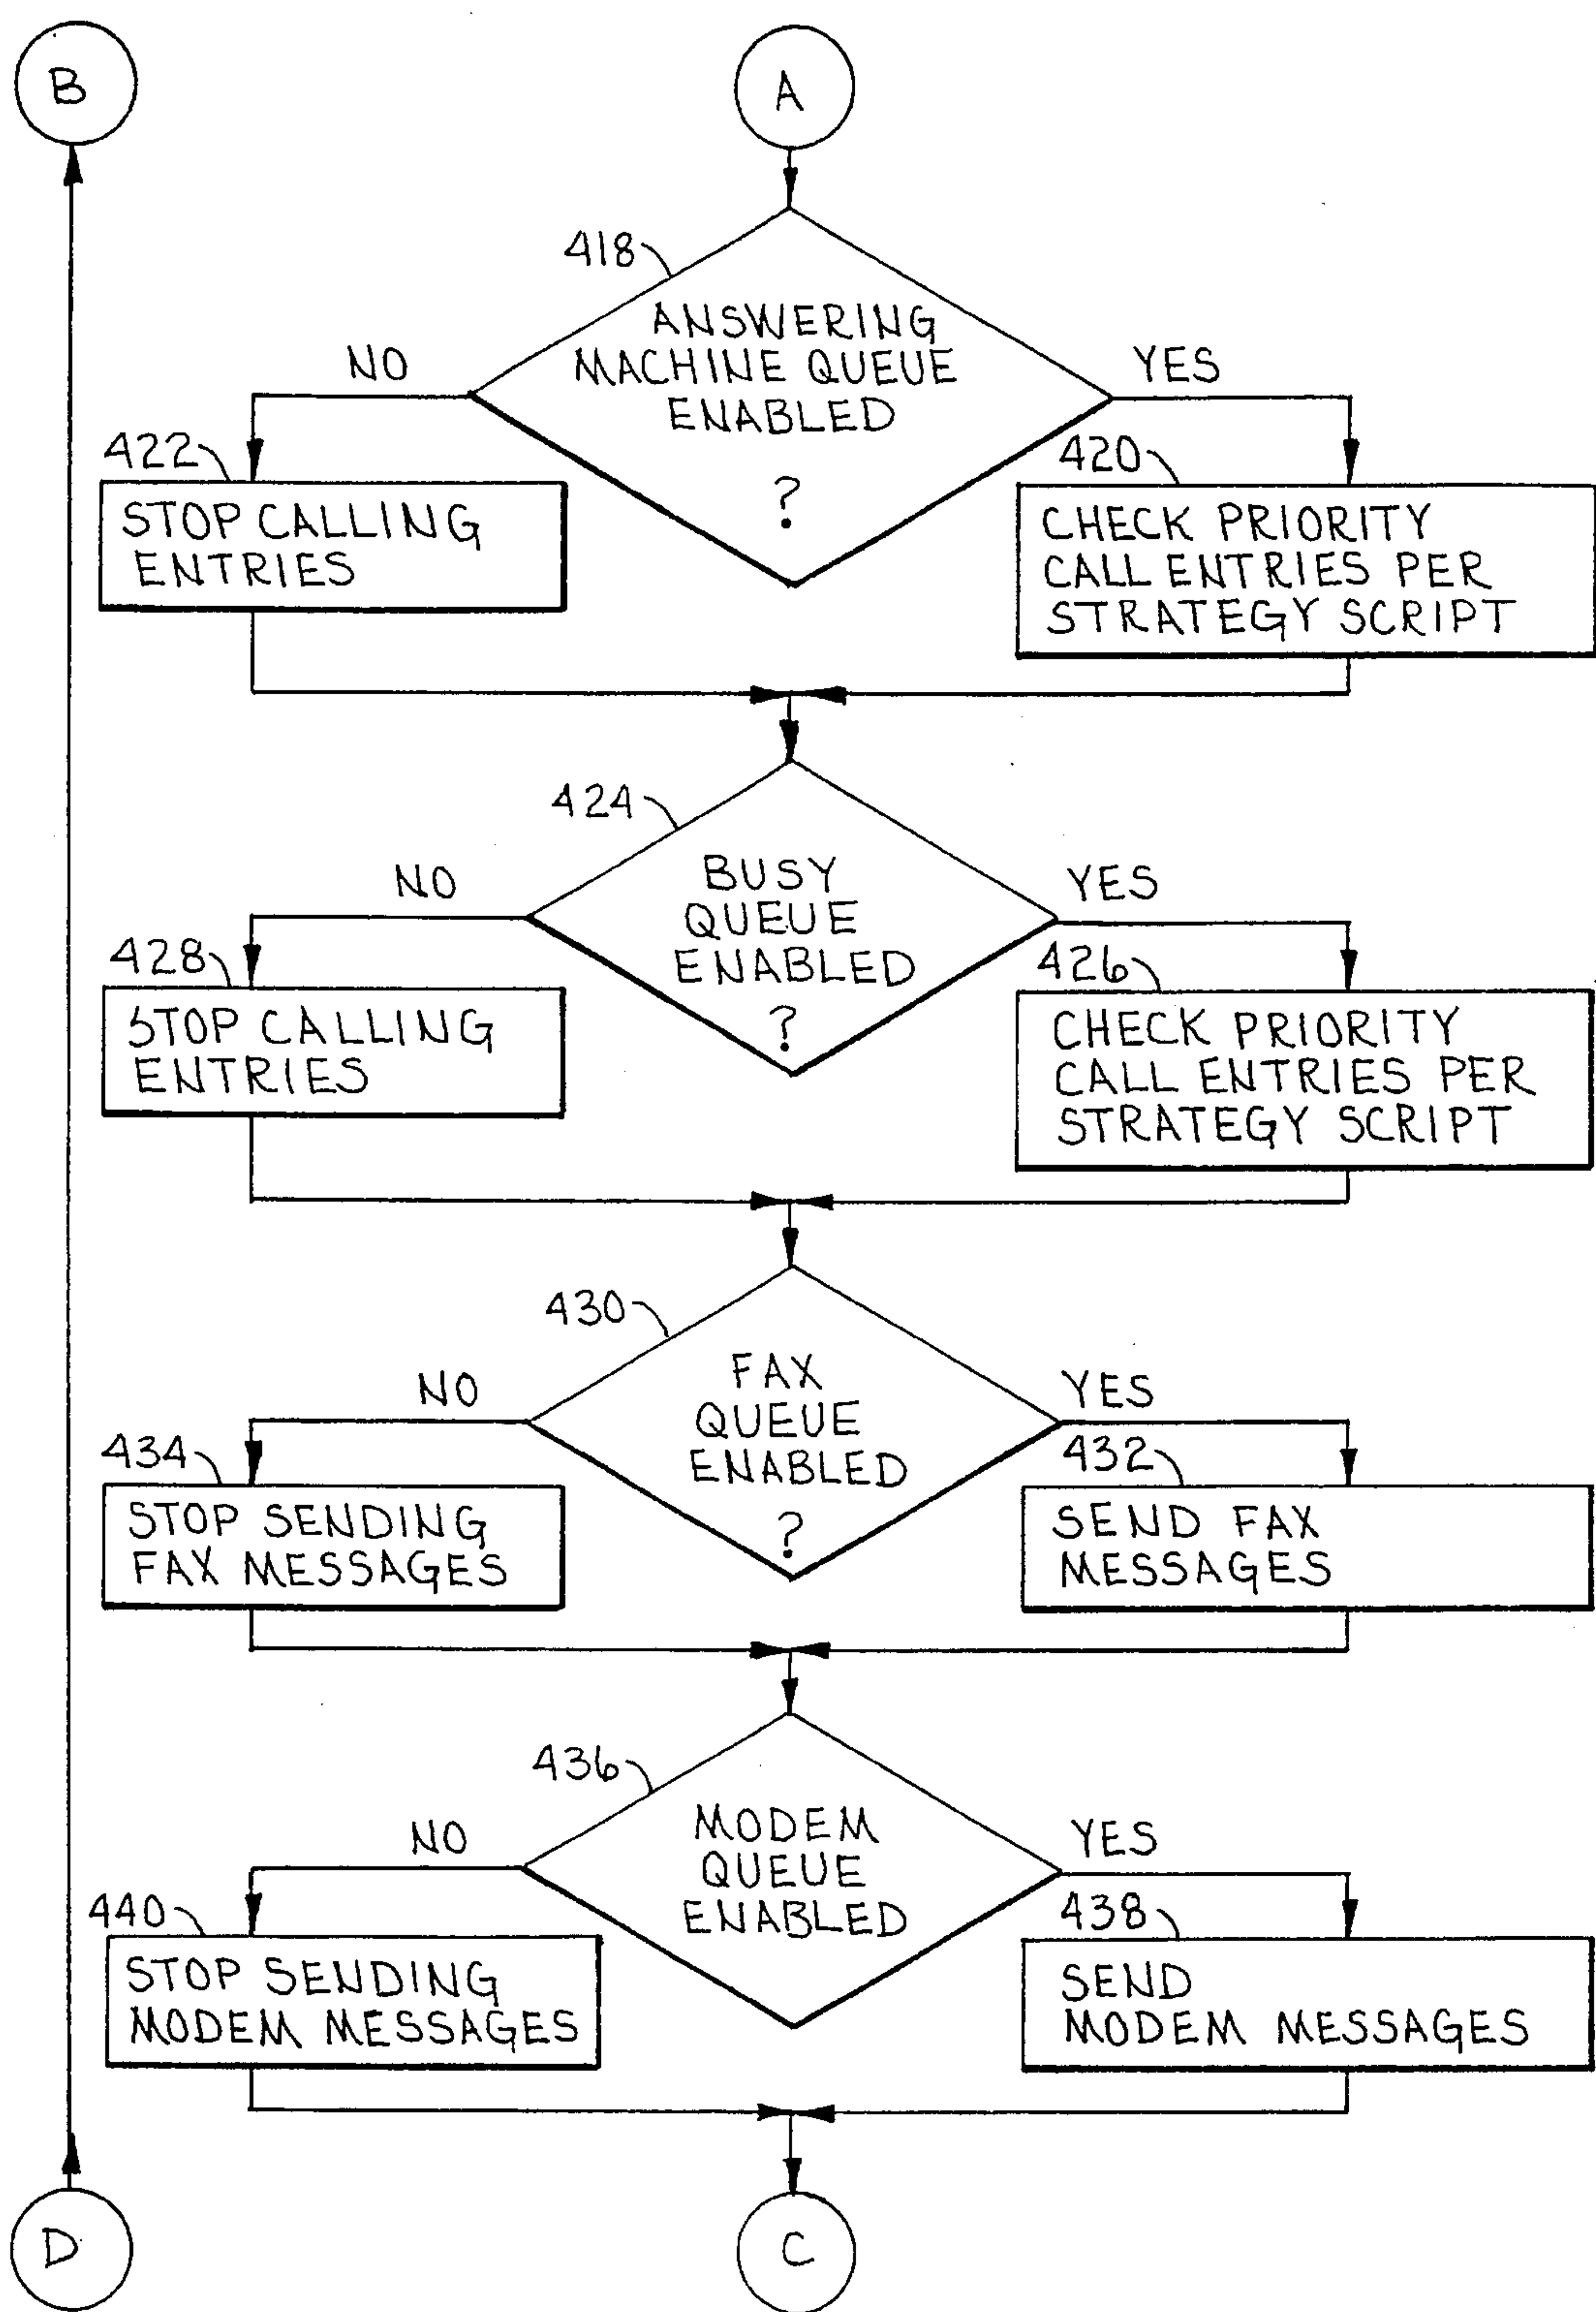 B
A
418
ANSWERING
MACHINE QUEUE
ENABLED
?
NO
YES
422
STOP CALLING
ENTRIES
420
CHECK PRIORITY
CALL ENTRIES PER
STRATEGY SCRIPT
424
BUSY
QUEUE
ENABLED
?
NO
YES
428
STOP CALLING
ENTRIES
426
CHECK PRIORITY
CALL ENTRIES PER
STRATEGY SCRIPT
430
FAX
QUEUE
ENABLED
?
NO
YES
434
STOP SENDING
FAX MESSAGES
432
SEND FAX
MESSAGES
436
MODEM
QUEUE
ENABLED
NO
YES
440
STOP SENDING
MODEM MESSAGES
438
SEND
MODEM MESSAGES
D
C